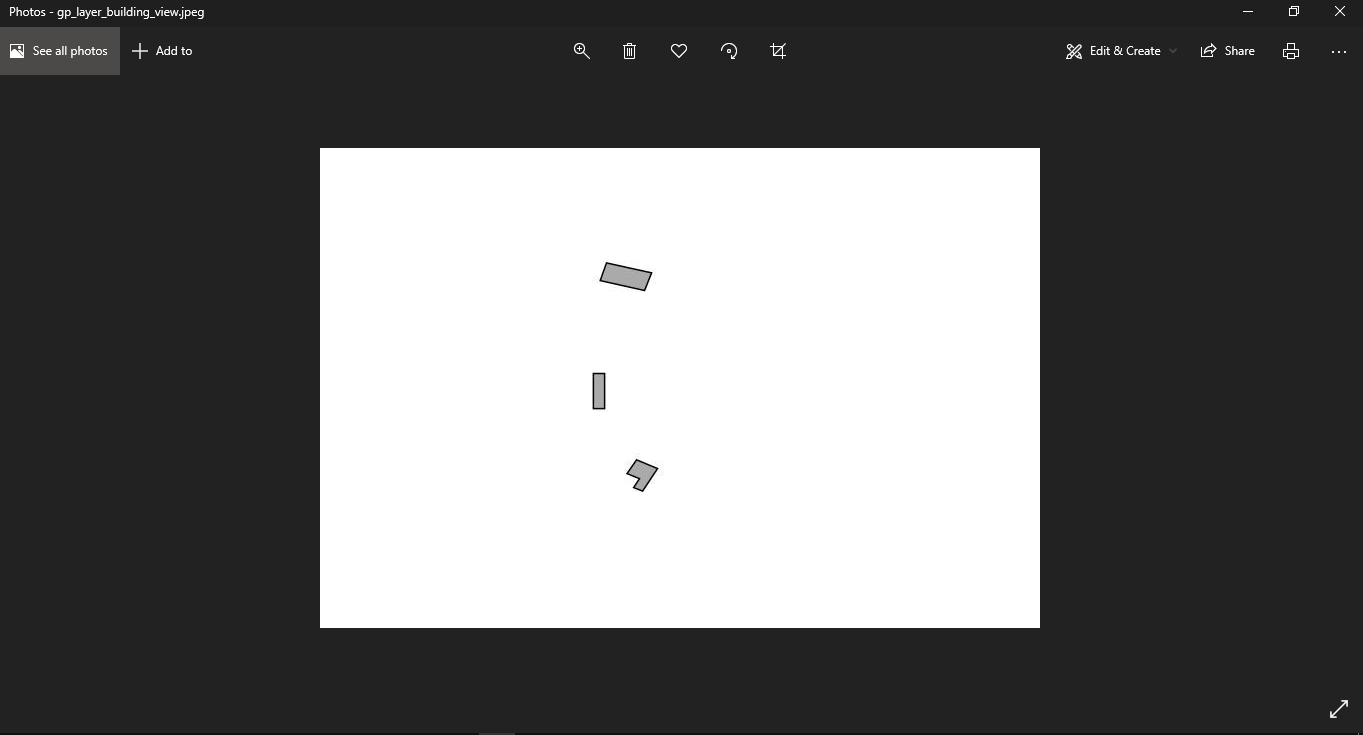 Photos - gp_layer_building_view.jpeg
See all photos
Add to
Edit & Create
Share